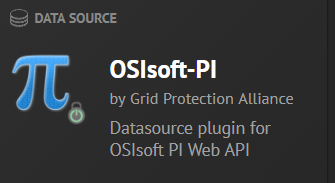 DATA SOURCE
OSIsoft-PI
by Grid Protection Alliance
Datasource plugin for
OSIsoft PI Web API